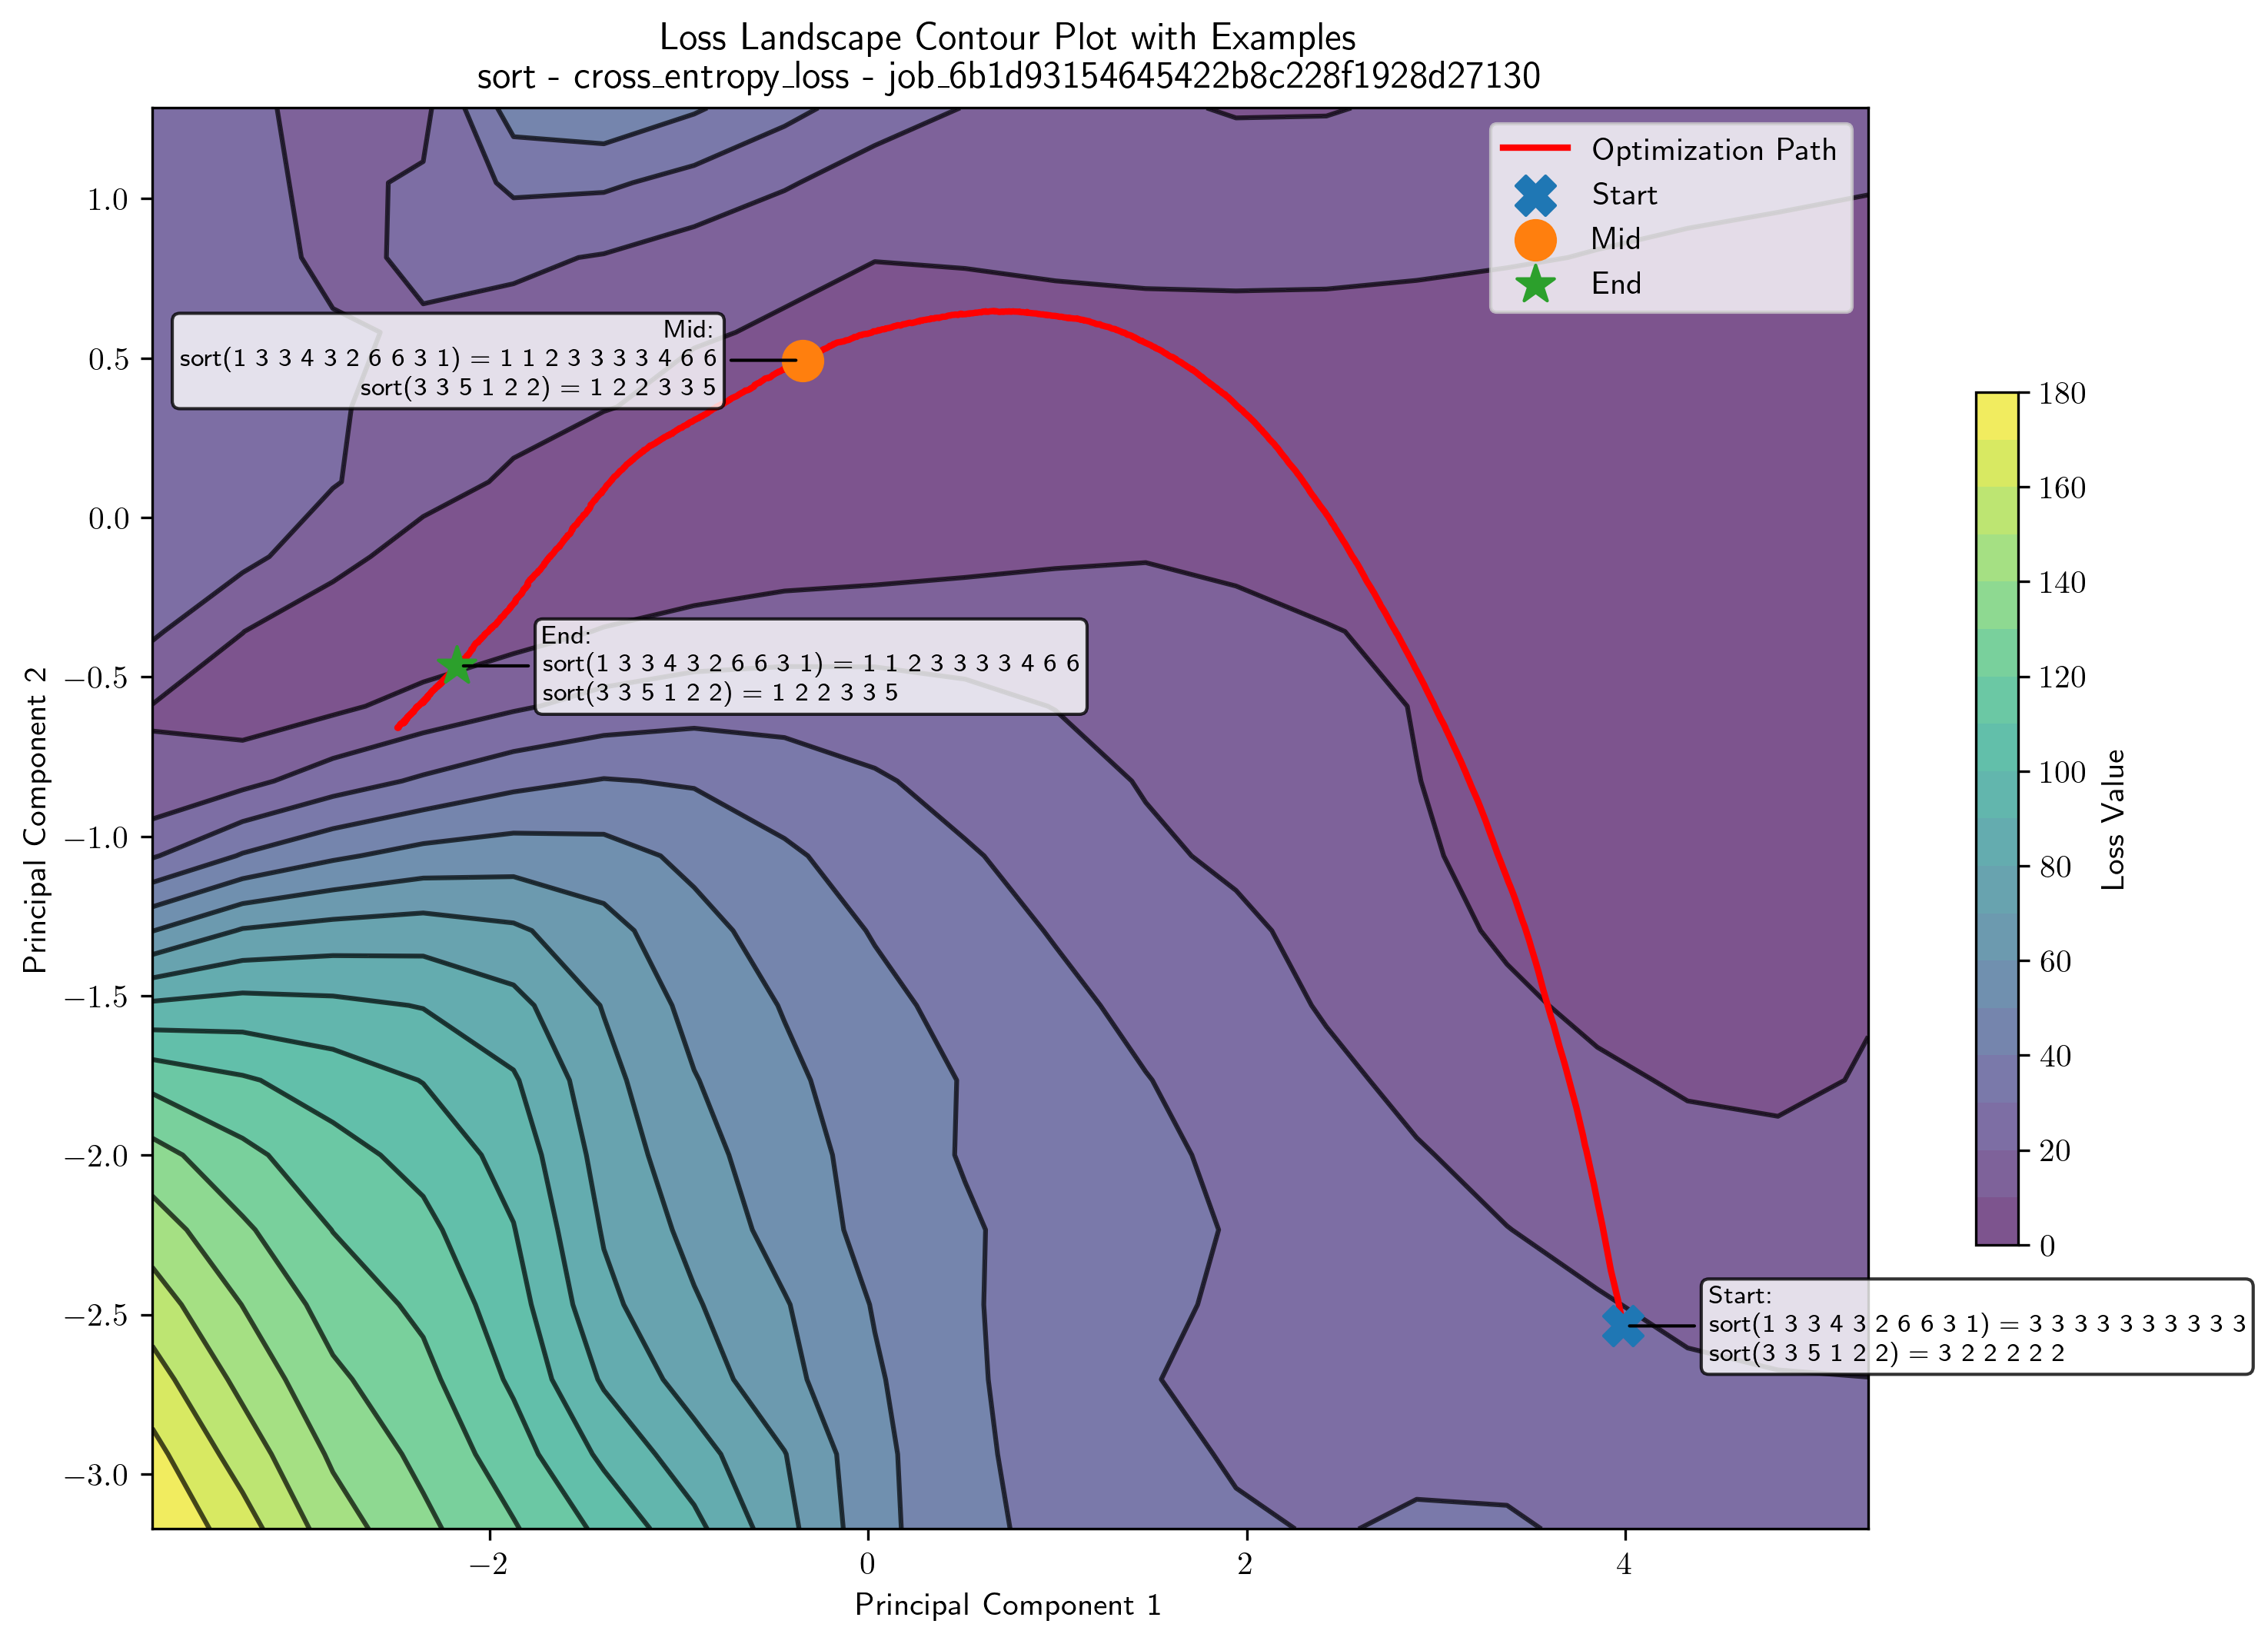 Loss Landscape Contour Plot with Examples
sort - cross_entropy_loss - job_6b1d93154645422b8c228f1928d27130
Optimization Path
Start
Mid
End
Mid:
sort(1 3 3 4 3 2 6 6 3 1) = 1 1 2 3 3 3 3 4 6 6
sort(3 3 5 1 2 2) = 1 2 2 3 3 5
End:
sort(1 3 3 4 3 2 6 6 3 1) = 1 1 2 3 3 3 3 4 6 6
sort(3 3 5 1 2 2) = 1 2 2 3 3 5
Start:
sort(1 3 3 4 3 2 6 6 3 1) = 3 3 3 3 3 3 3 3 3 3
sort(3 3 5 1 2 2) = 3 2 2 2 2 2
Principal Component 2
1.0
0.5
0.0
−0.5
−1.0
−1.5
−2.0
−2.5
−3.0
−2
0
2
4
Principal Component 1
180
160
140
120
100
80
60
40
20
0
Loss Value